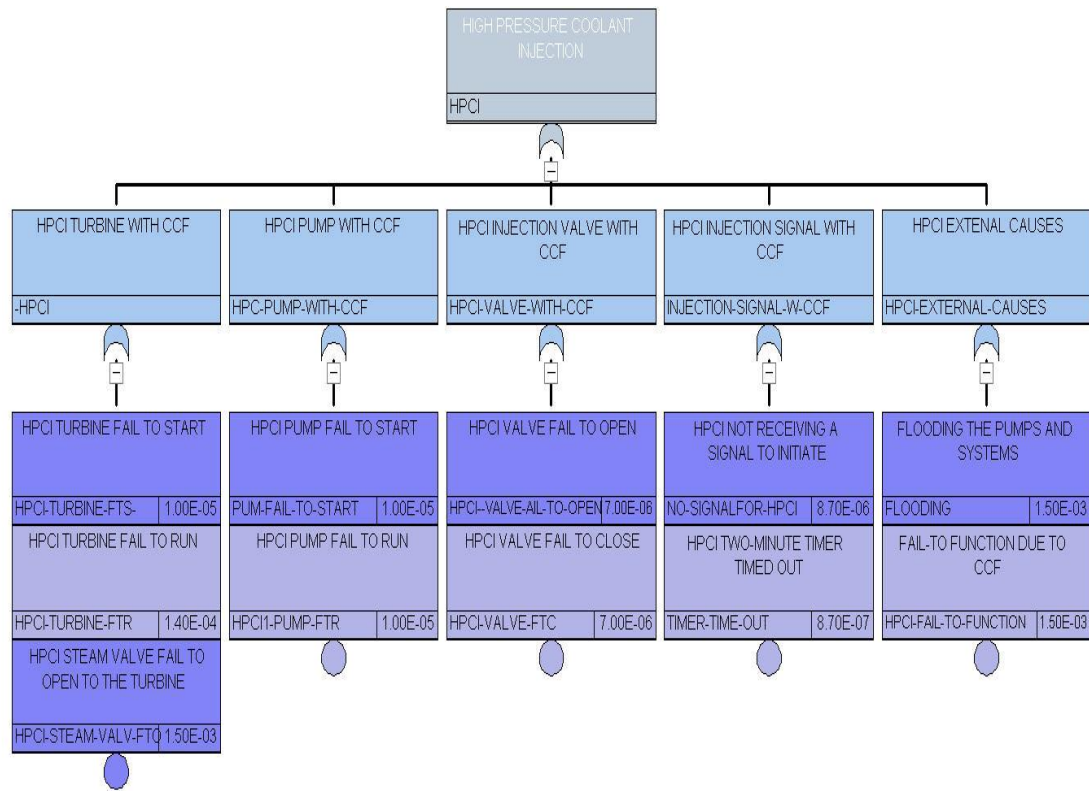 HIGH PRESSURE COOLANT
INJECTION
HPCI
HPCI TURBINE WITH CCF
-HPCI
HPCI PUMP WITH CCF
HPC-PUMP-WITH-CCF
HPCI INJECTION VALVE WITH
CCF
HPCI-VALVE-WITH-CCF
HPCI INJECTION SIGNAL WITH
CCF
INJECTION-SIGNAL-W-CCF
HPCI EXTENAL CAUSES
HPCI-EXTERNAL-CAUSES
HPCI TURBINE FAIL TO START
HPCI-TURBINE-FTS- 1.00E-05
HPCI TURBINE FAIL TO RUN
HPCI-TURBINE-FTR 1.40E-04
HPCI STEAM VALVE FAIL TO
OPEN TO THE TURBINE
HPCI-STEAM-VALV-FTO 1.50E-03
HPCI PUMP FAIL TO START
PUM-FAIL-TO-START 1.00E-05
HPCI PUMP FAIL TO RUN
HPCI1-PUMP-FTR 1.00E-05
HPCI VALVE FAIL TO OPEN
HPCI--VALVE-AIL-TO-OPEN 7.00E-06
HPCI VALVE FAIL TO CLOSE
HPCI-VALVE-FTC 7.00E-06
HPCI NOT RECEIVING A
SIGNAL TO INITIATE
NO-SIGNALFOR-HPCI 8.70E-06
HPCI TWO-MINUTE TIMER
TIMED OUT
TIMER-TIME-OUT 8.70E-07
FLOODING THE PUMPS AND
SYSTEMS
FLOODING 1.50E-03
FAIL-TO FUNCTION DUE TO
CCF
HPCI-FAIL-TO-FUNCTION 1.50E-03